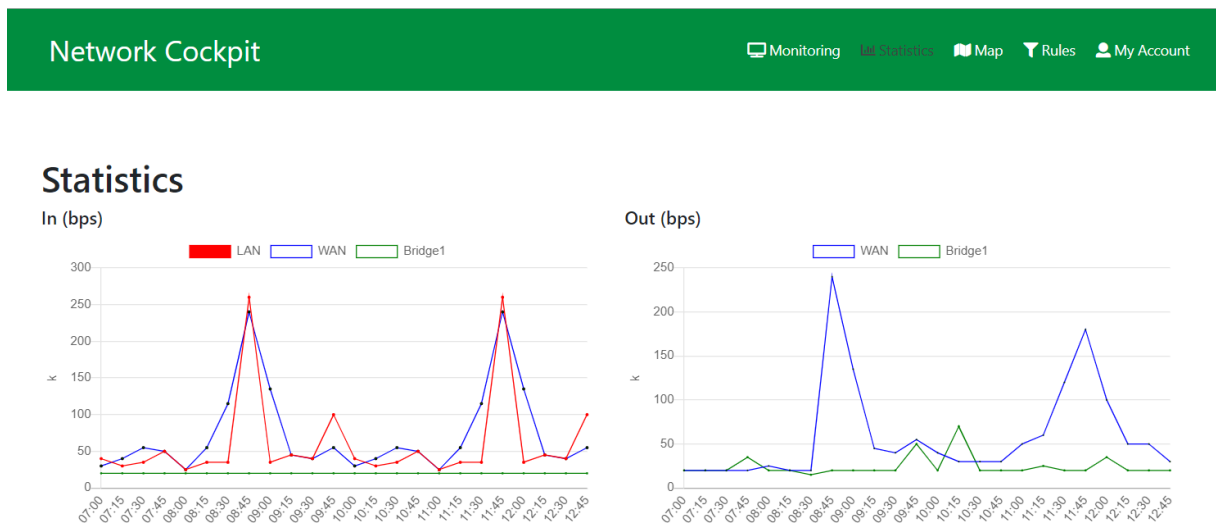 Network Cockpit
Monitoring Statistics Map Rules My Account
Statistics
In (bps)
LAN WAN Bridge1
300
250
200
150
100
50
0
k
07:00 07:15 07:30 07:45 08:00 08:15 08:30 08:45 09:00 09:15 09:30 09:45 10:00 10:15 10:30 10:45 11:00 11:15 11:30 11:45 12:00 12:15 12:30 12:45
Out (bps)
WAN Bridge1
250
200
150
100
50
0
k
07:00 07:15 07:30 07:45 08:00 08:15 08:30 08:45 09:00 09:15 09:30 09:45 10:00 10:15 10:30 10:45 11:00 11:15 11:30 11:45 12:00 12:15 12:30 12:45